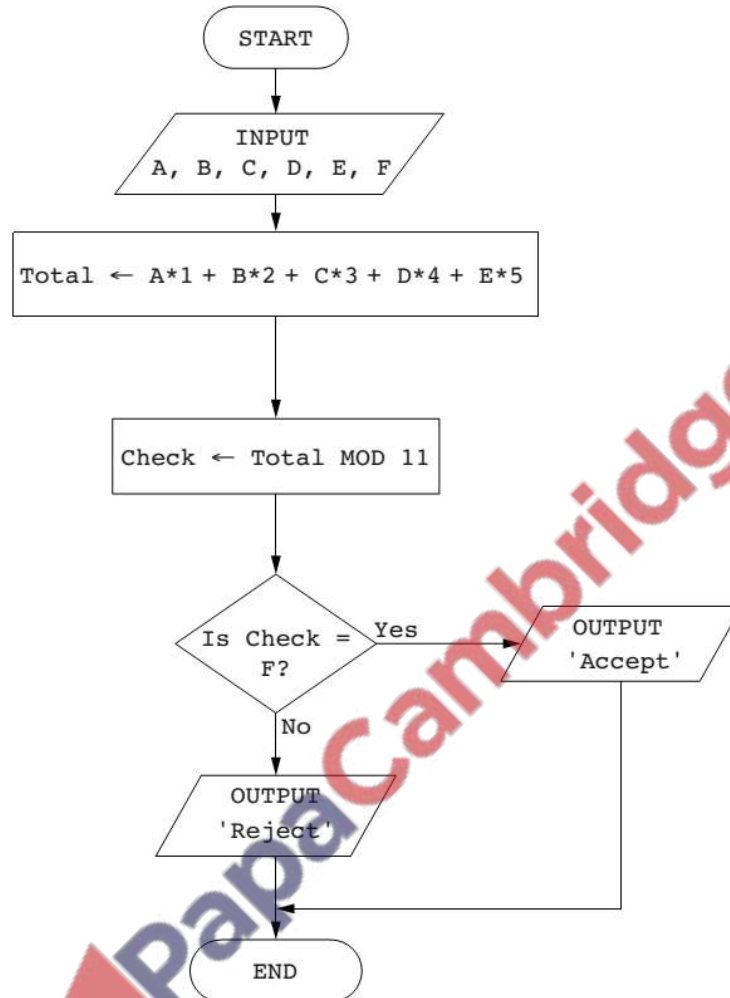 START
INPUT
A, B, C, D, E, F
Total ← A*1 + B*2 + C*3 + D*4 + E*5
Check ← Total MOD 11
Is Check =
F?
Yes
OUTPUT
'Accept'
No
OUTPUT
'Reject'
END
PapaCambridge